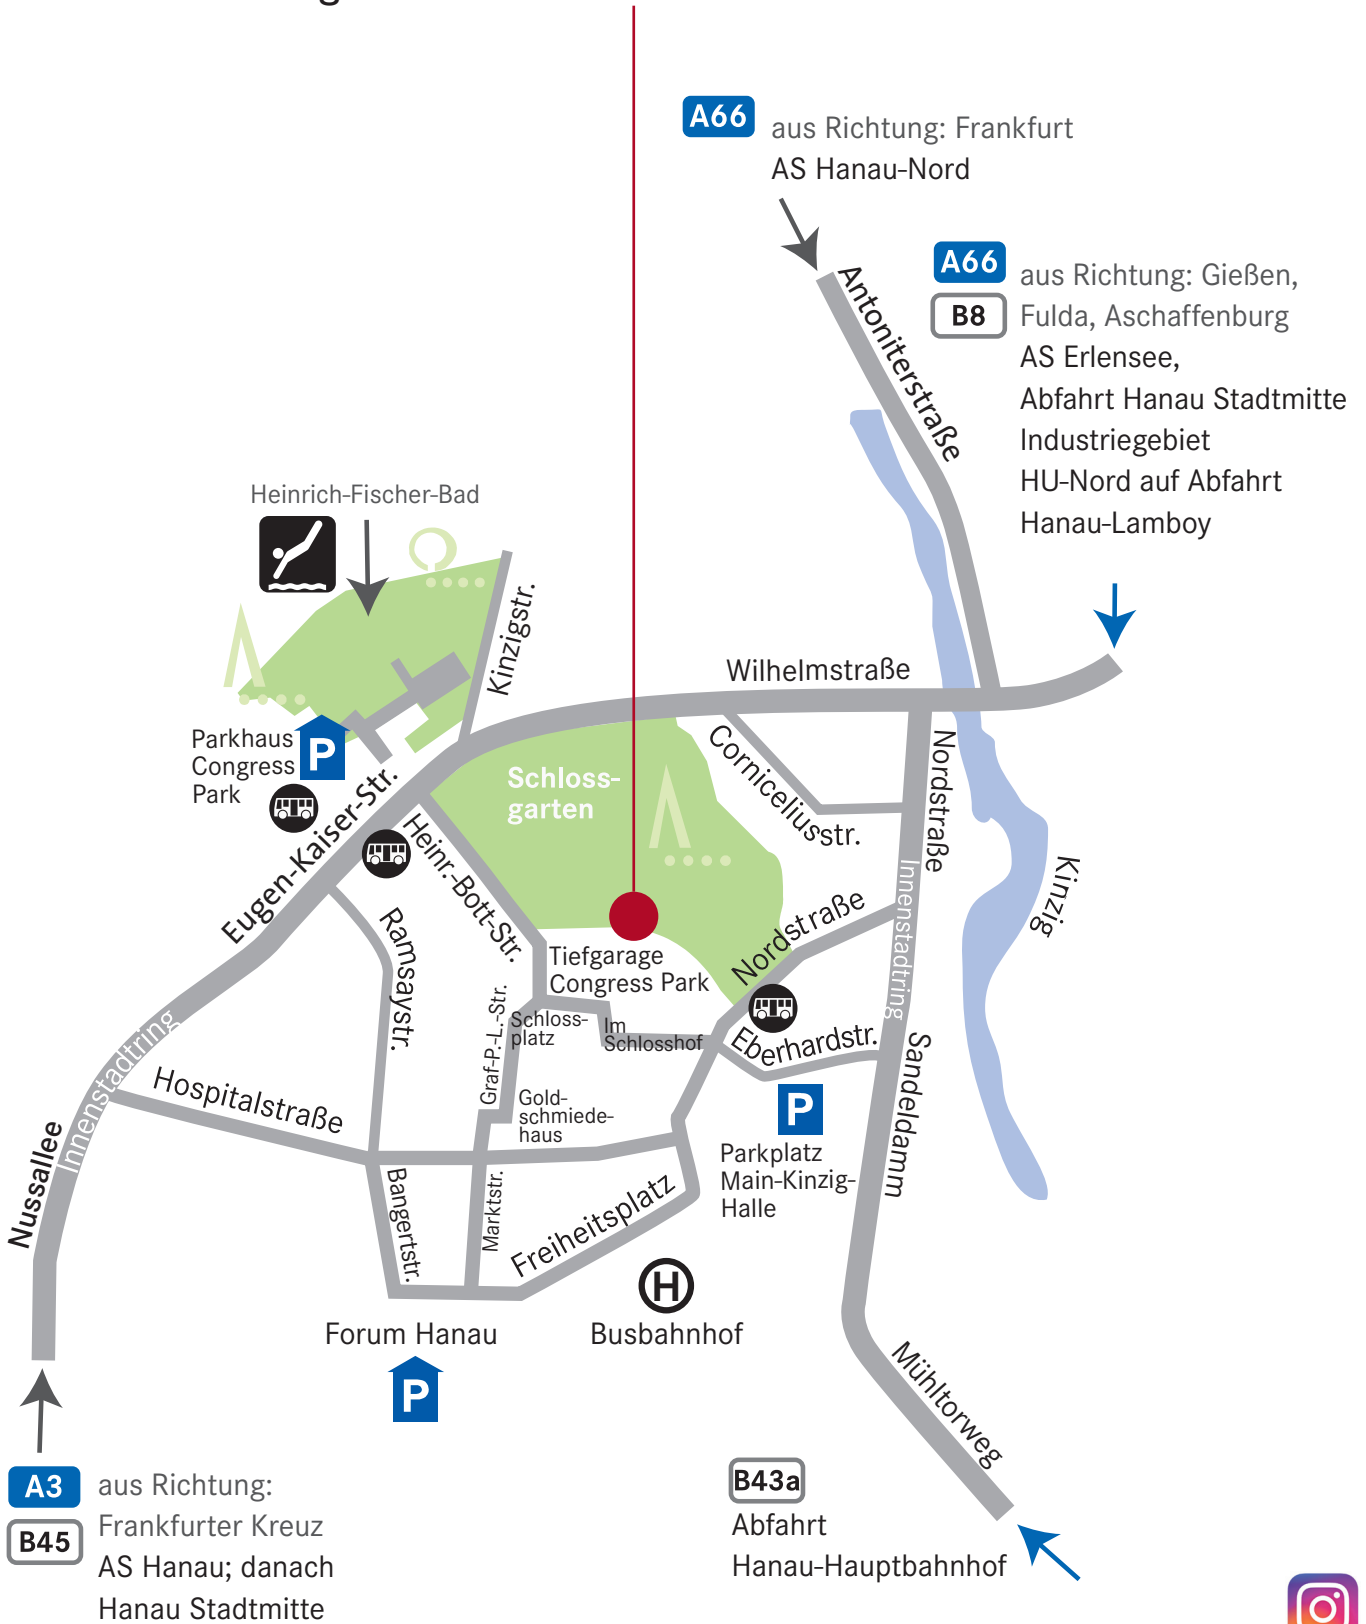 A66
aus Richtung: Frankfurt
AS Hanau-Nord
A66
B8
aus Richtung: Gießen,
Fulda, Aschaffenburg
AS Erlensee,
Abfahrt Hanau Stadtmitte
Industriegebiet
HU-Nord auf Abfahrt
Hanau-Lamboy
Antoniterstraße
Heinrich-Fischer-Bad
Kinzigstr.
Wilhelmstraße
Parkhaus
Congress
Park
P
Schloss-
garten
Corniceliusstr.
Nordstraße
Eugen-Kaiser-Str.
Heinr.-Bott-Str.
Innenstadtring
Kinzig
Ramsaystr.
Nordstraße
Tiefgarage
Congress Park
Graf-P.-L.-Str.
Schloss-
platz
Im
Schlosshof
Eberhardstr.
Innenstadtring
Sandeldamm
Hospitalstraße
Gold-
schmiede-
haus
P
Parkplatz
Main-Kinzig-
Halle
Nussallee
Bangertstr.
Marktstr.
Freiheitsplatz
H
Forum Hanau
Busbahnhof
P
Mühltorweg
A3
B45
aus Richtung:
Frankfurter Kreuz
AS Hanau; danach
Hanau Stadtmitte
B43a
Abfahrt
Hanau-Hauptbahnhof